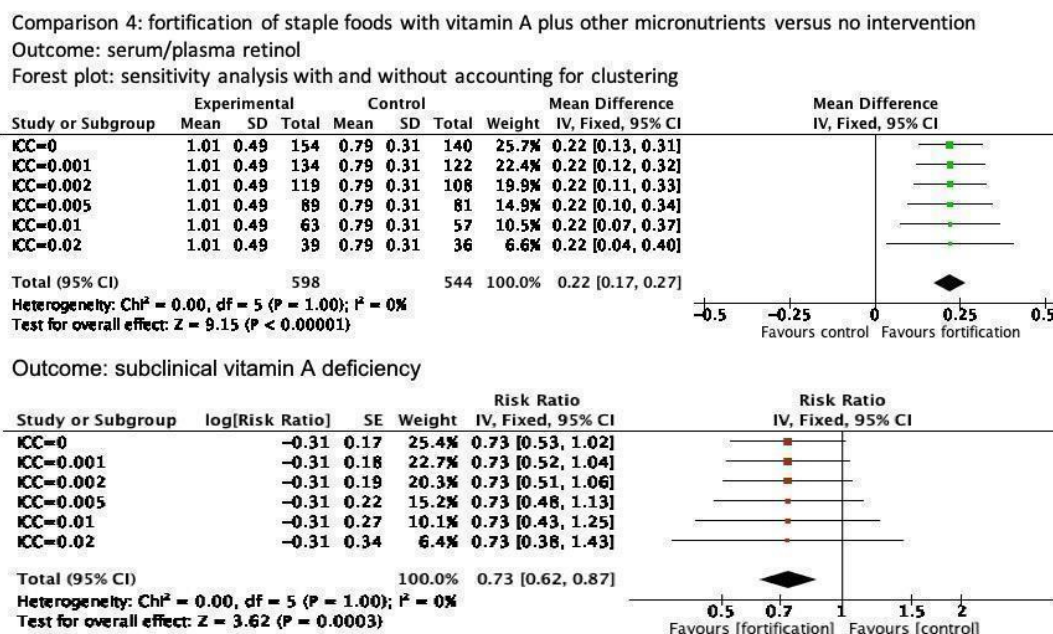 Comparison 4: fortification of staple foods with vitamin A plus other micronutrients versus no intervention
Outcome: serum/plasma retinol
Forest plot: sensitivity analysis with and without accounting for clustering
Experimental Control Mean Difference Mean Difference
Study or Subgroup Mean SD Total Mean SD Total Weight IV, Fixed, 95% CI IV, Fixed, 95% CI
ICC=0 1.01 0.49 154 0.79 0.31 140 25.7% 0.22 [0.13, 0.31]
ICC=0.001 1.01 0.49 134 0.79 0.31 122 22.4% 0.22 [0.12, 0.32]
ICC=0.002 1.01 0.49 119 0.79 0.31 108 19.9% 0.22 [0.11, 0.33]
ICC=0.005 1.01 0.49 89 0.79 0.31 81 14.9% 0.22 [0.10, 0.34]
ICC=0.01 1.01 0.49 63 0.79 0.31 57 10.5% 0.22 [0.07, 0.37]
ICC=0.02 1.01 0.49 39 0.79 0.31 36 6.6% 0.22 [0.04, 0.40]
Total (95% CI) 598 544 100.0% 0.22 [0.17, 0.27]
Heterogeneity: Chi² = 0.00, df = 5 (P = 1.00); I² = 0%
Test for overall effect: Z = 9.15 (P < 0.00001)
-0.5 -0.25 0 0.25 0.5
Favours control Favours fortification
Outcome: subclinical vitamin A deficiency
Risk Ratio Risk Ratio
Study or Subgroup log[Risk Ratio] SE Weight IV, Fixed, 95% CI IV, Fixed, 95% CI
ICC=0 -0.31 0.17 25.4% 0.73 [0.53, 1.02]
ICC=0.001 -0.31 0.18 22.7% 0.73 [0.52, 1.04]
ICC=0.002 -0.31 0.19 20.3% 0.73 [0.51, 1.06]
ICC=0.005 -0.31 0.22 15.2% 0.73 [0.48, 1.13]
ICC=0.01 -0.31 0.27 10.1% 0.73 [0.43, 1.25]
ICC=0.02 -0.31 0.34 6.4% 0.73 [0.38, 1.43]
Total (95% CI) 100.0% 0.73 [0.62, 0.87]
Heterogeneity: Chi² = 0.00, df = 5 (P = 1.00); I² = 0%
Test for overall effect: Z = 3.62 (P = 0.0003)
0.5 0.7 1 1.5 2
Favours [fortification] Favours [control]